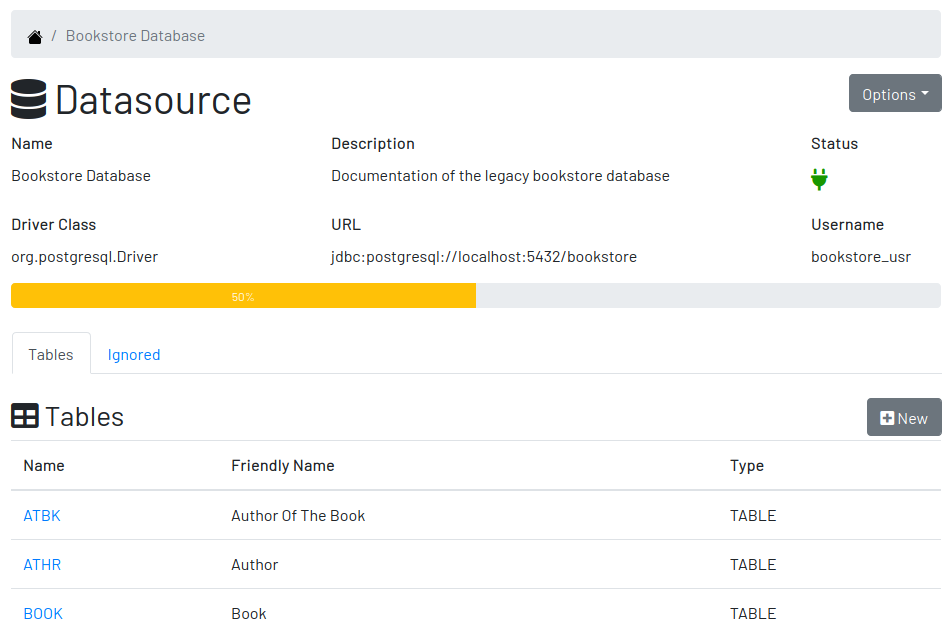 / Bookstore Database
Datasource
Options
Name Description Status
Bookstore Database Documentation of the legacy bookstore database
Driver Class URL Username
org.postgresql.Driver jdbc:postgresql://localhost:5432/bookstore bookstore_usr
50%
Tables Ignored
Tables
New
Name Friendly Name Type
ATBK Author Of The Book TABLE
ATHR Author TABLE
BOOK Book TABLE